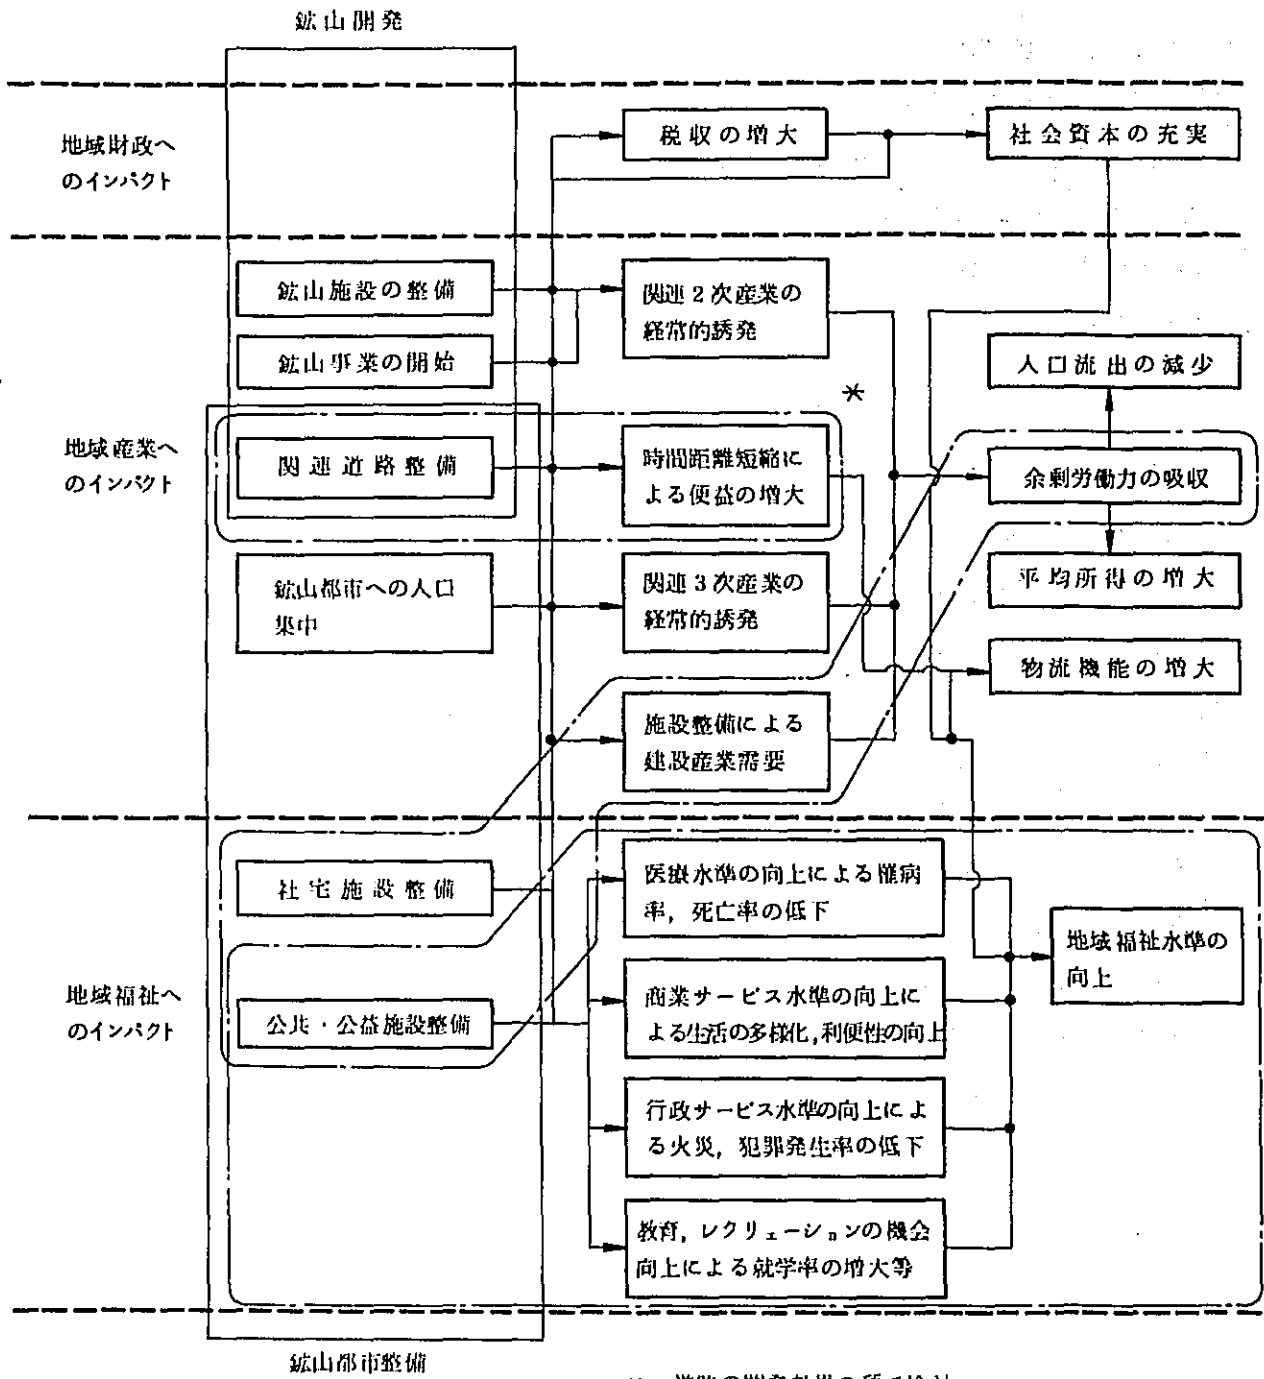 鉱山開発
地域財政へ
のインパクト
税収の増大
社会資本の充実
鉱山施設の整備
関連2次産業の
経常的誘発
鉱山事業の開始
人口流出の減少
*
地域産業へ
のインパクト
関連道路整備
時間距離短縮に
よる便益の増大
余剰労働力の吸収
鉱山都市への人口
集中
関連3次産業の
経常的誘発
平均所得の増大
物流機能の増大
施設整備による
建設産業需要
社宅施設整備
医療水準の向上による罹病
率，死亡率の低下
地域福祉水準の
向上
地域福祉へ
のインパクト
公共・公益施設整備
商業サービス水準の向上に
よる生活の多様化，利便性の向上
行政サービス水準の向上によ
る火災，犯罪発生率の低下
教育，レクリェーションの機会
向上による就学率の増大等
鉱山都市整備